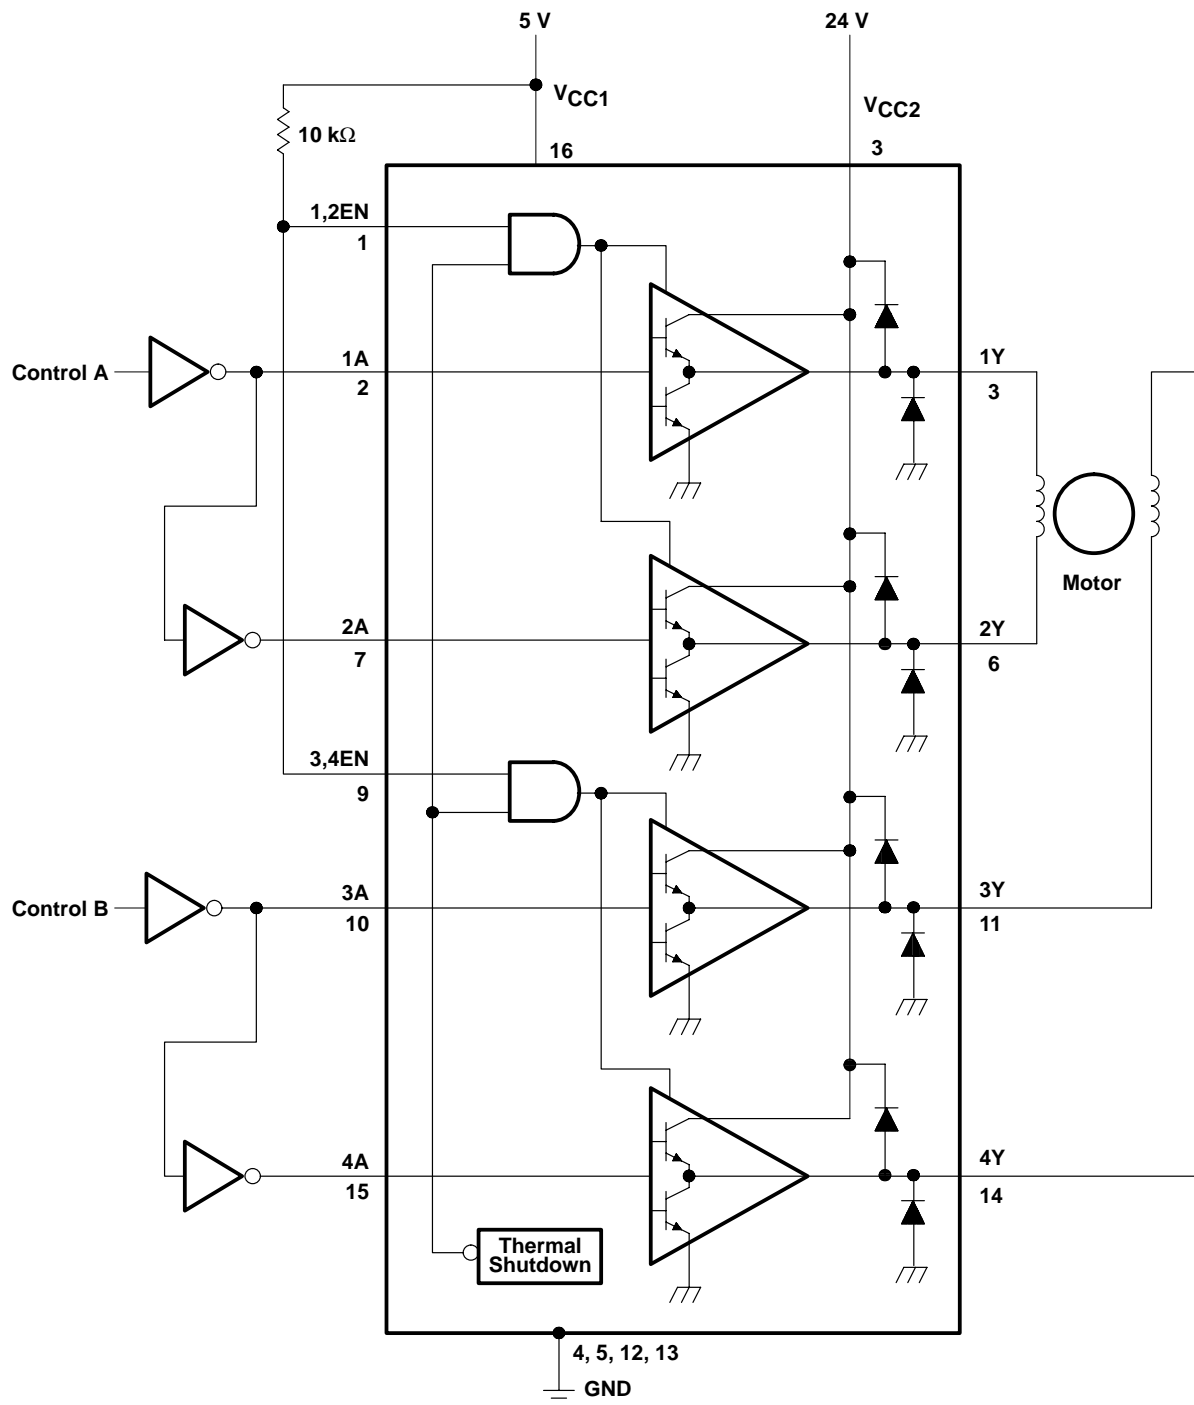 5 V
24 V
VCC1
VCC2
10 kΩ
16
3
1,2EN
1
Control A
1A
2
1Y
3
Motor
2A
7
2Y
6
3,4EN
9
Control B
3A
10
3Y
11
4A
15
4Y
14
Thermal
Shutdown
4, 5, 12, 13
GND